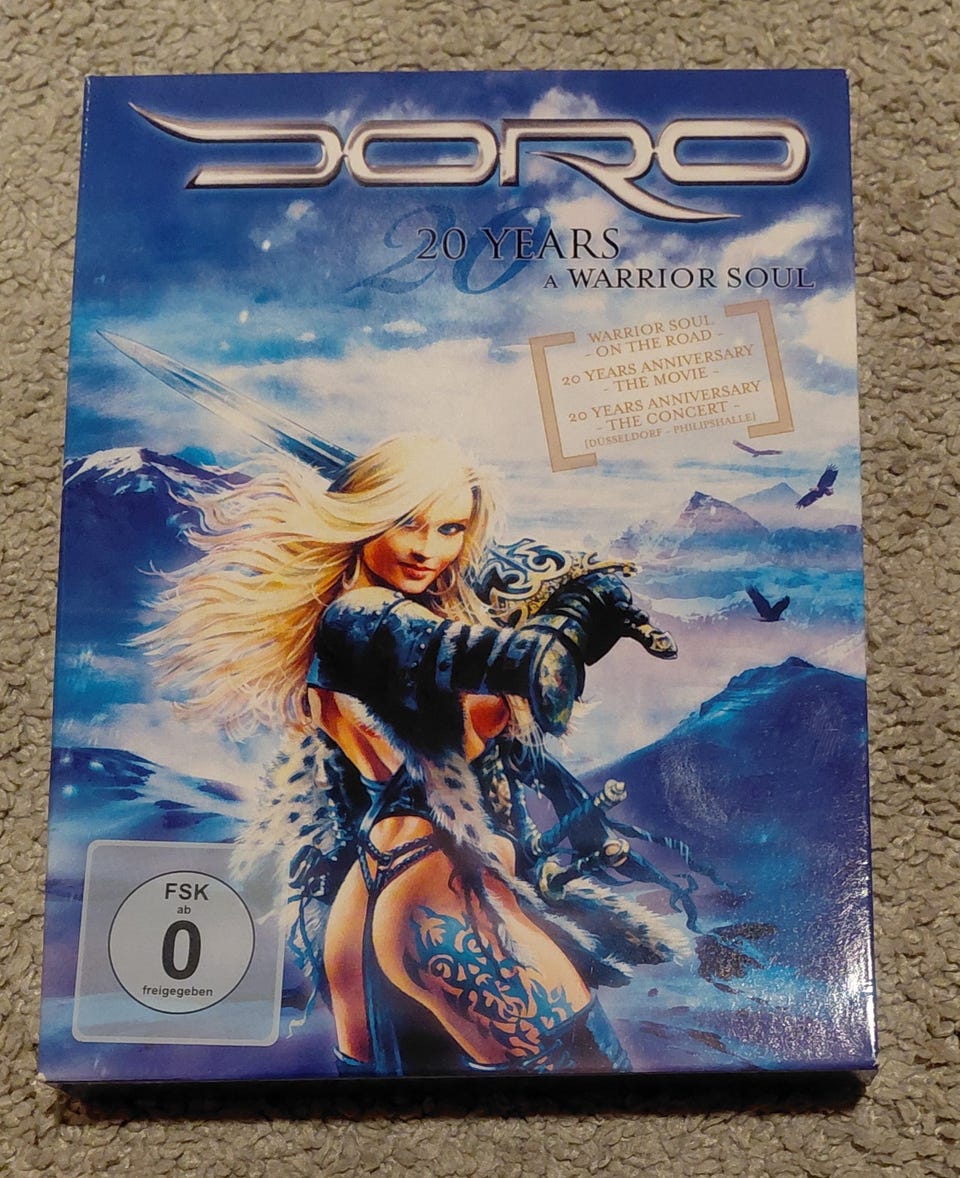 DORO
20
20 YEARS
A WARRIOR SOUL
WARRIOR SOUL
- ON THE ROAD -
20 YEARS ANNIVERSARY
- THE MOVIE -
20 YEARS ANNIVERSARY
- THE CONCERT -
[DÜSSELDORF - PHILIPSHALLE]
FSK
ab
0
freigegeben